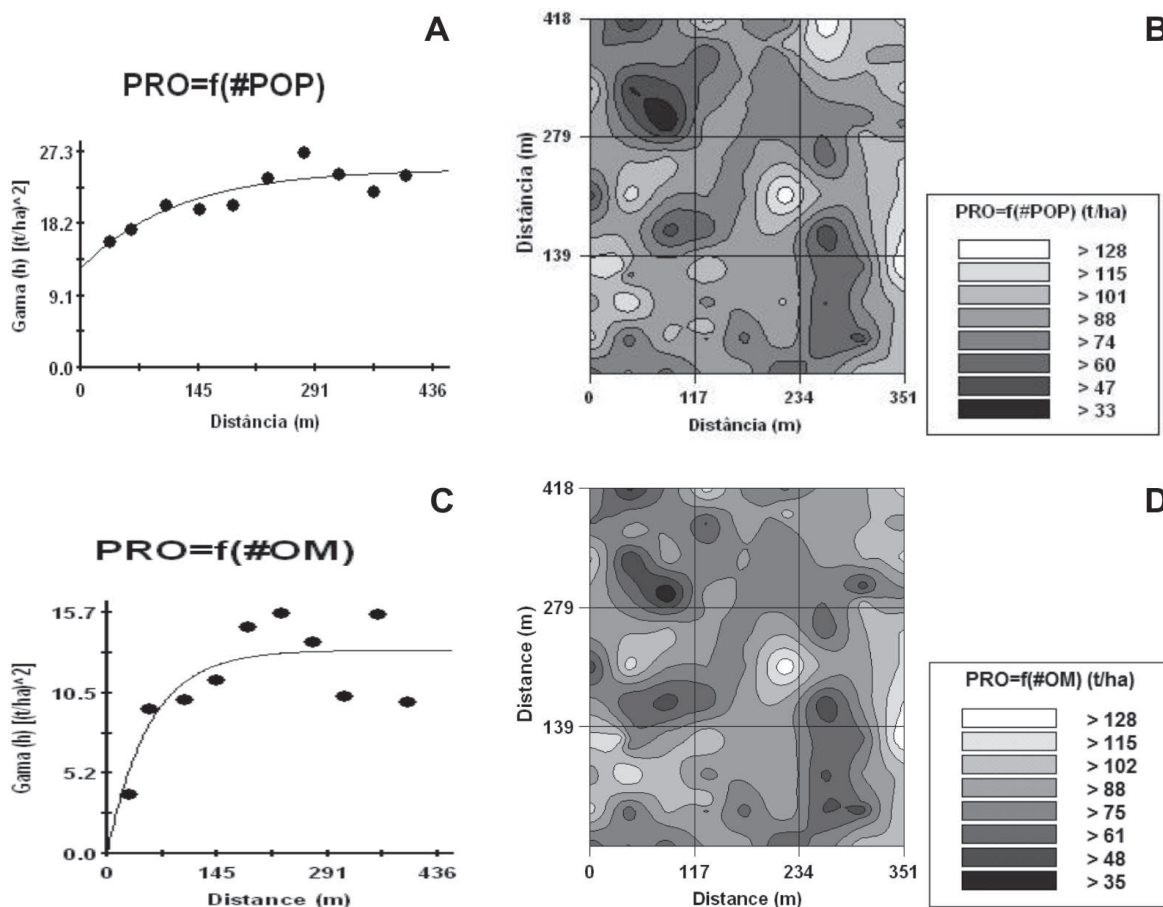 A
PRO=f(#POP)
Gama (h) [(t/ha)^2]
27.3
18.2
9.1
0.0
0 145 291 436
Distância (m)
B
Distância (m)
418
279
139
0
0 117 234 351
Distância (m)
PRO=f(#POP) (t/ha)
> 128
> 115
> 101
> 88
> 74
> 60
> 47
> 33
C
PRO=f(#OM)
Gama (h) [(t/ha)^2]
15.7
10.5
5.2
0.0
0 145 291 436
Distance (m)
D
Distance (m)
418
279
139
0
0 117 234 351
Distance (m)
PRO=f(#OM) (t/ha)
> 128
> 115
> 102
> 88
> 75
> 61
> 48
> 35